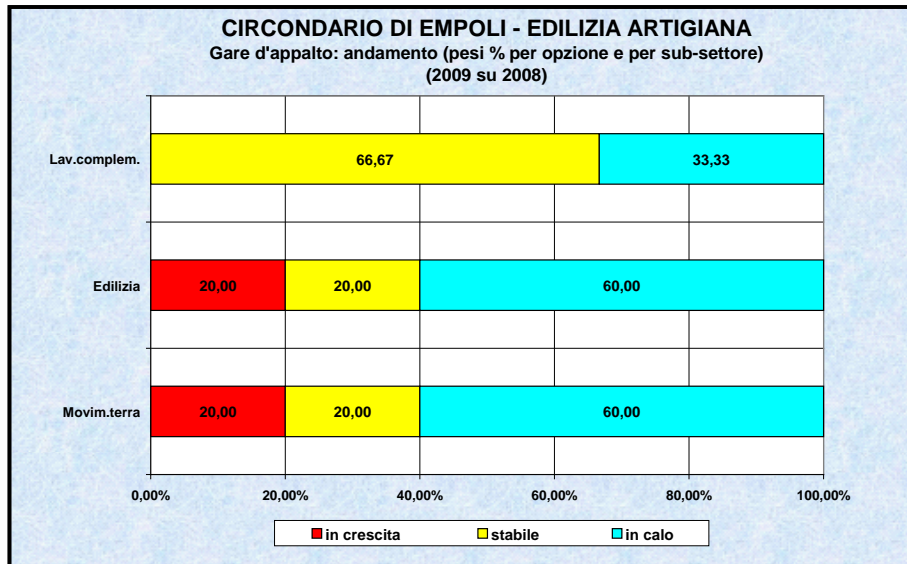 CIRCONDARIO DI EMPOLI - EDILIZIA ARTIGIANA
Gare d'appalto: andamento (pesi % per opzione e per sub-settore)
(2009 su 2008)
Lav.complem.
66,67
33,33
Edilizia
20,00
20,00
60,00
Movim.terra
20,00
20,00
60,00
0,00%
20,00%
40,00%
60,00%
80,00%
100,00%
in crescita
stabile
in calo